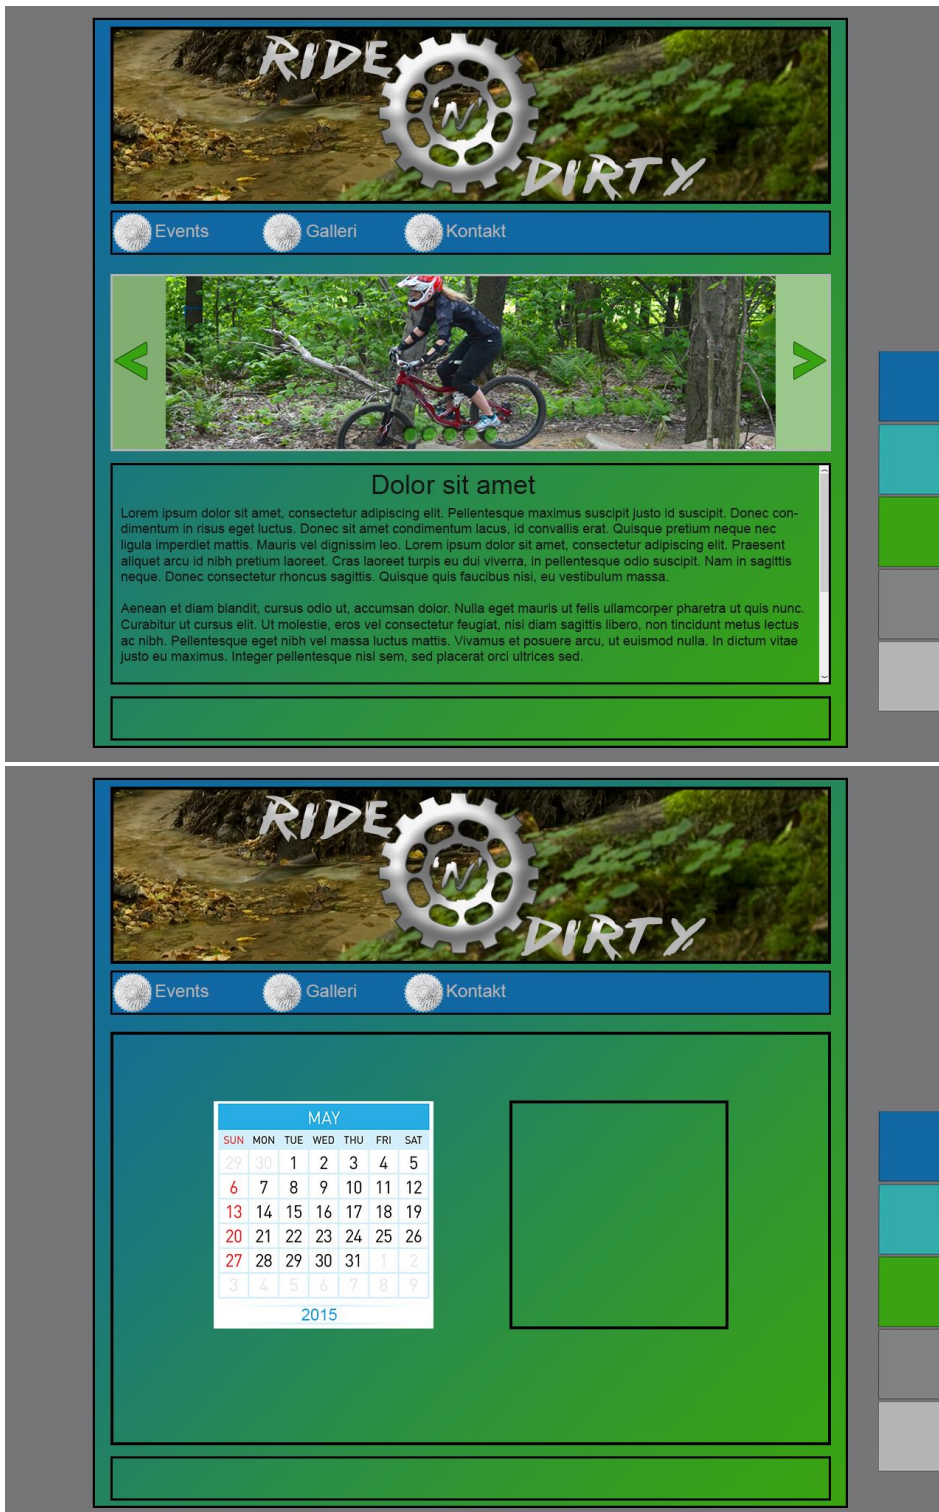 RIDE
'N'
DIRTY
Events Galleri Kontakt
< >
Dolor sit amet
Lorem ipsum dolor sit amet, consectetur adipiscing elit. Pellentesque maximus suscipit justo id suscipit. Donec con-
dimentum in risus eget luctus. Donec sit amet condimentum lacus, id convallis erat. Quisque pretium neque nec
ligula imperdiet mattis. Mauris vel dignissim leo. Lorem ipsum dolor sit amet, consectetur adipiscing elit. Praesent
aliquet arcu id nibh pretium laoreet. Cras laoreet turpis eu dui viverra, in pellentesque odio suscipit. Nam in sagittis
neque. Donec consectetur rhoncus sagittis. Quisque quis faucibus nisi, eu vestibulum massa.
Aenean et diam blandit, cursus odio ut, accumsan dolor. Nulla eget mauris ut felis ullamcorper pharetra ut quis nunc.
Curabitur ut cursus elit. Ut molestie, eros vel consectetur feugiat, nisi diam sagittis libero, non tincidunt metus lectus
ac nibh. Pellentesque eget nibh vel massa luctus mattis. Vivamus et posuere arcu, ut euismod nulla. In dictum vitae
justo eu maximus. Integer pellentesque nisl sem, sed placerat orci ultrices sed.
RIDE
'N'
DIRTY
Events Galleri Kontakt
MAY
SUN MON TUE WED THU FRI SAT
29 30 1 2 3 4 5
6 7 8 9 10 11 12
13 14 15 16 17 18 19
20 21 22 23 24 25 26
27 28 29 30 31 1 2
3 4 5 6 7 8 9
2015